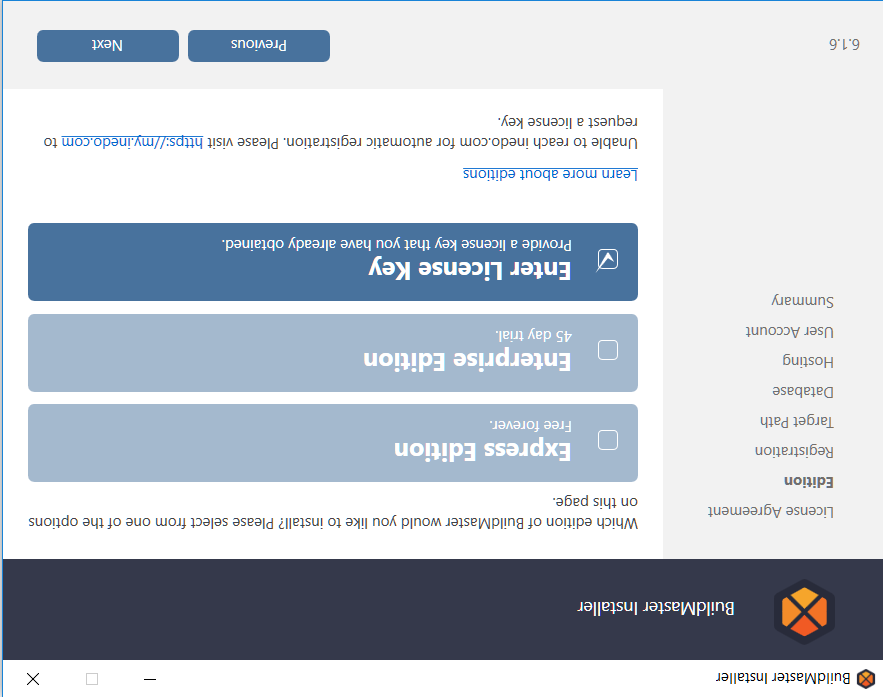 BuildMaster Installer
BuildMaster Installer
License Agreement
Edition
Registration
Target Path
Database
Hosting
User Account
Summary
Which edition of BuildMaster would you like to install? Please select from one of the options
on this page.
Express Edition
Free forever.
Enterprise Edition
45 day trial.
Enter License Key
Provide a license key that you have already obtained.
Learn more about editions
Unable to reach inedo.com for automatic registration. Please visit https://my.inedo.com to
request a license key.
6.1.6
Previous
Next